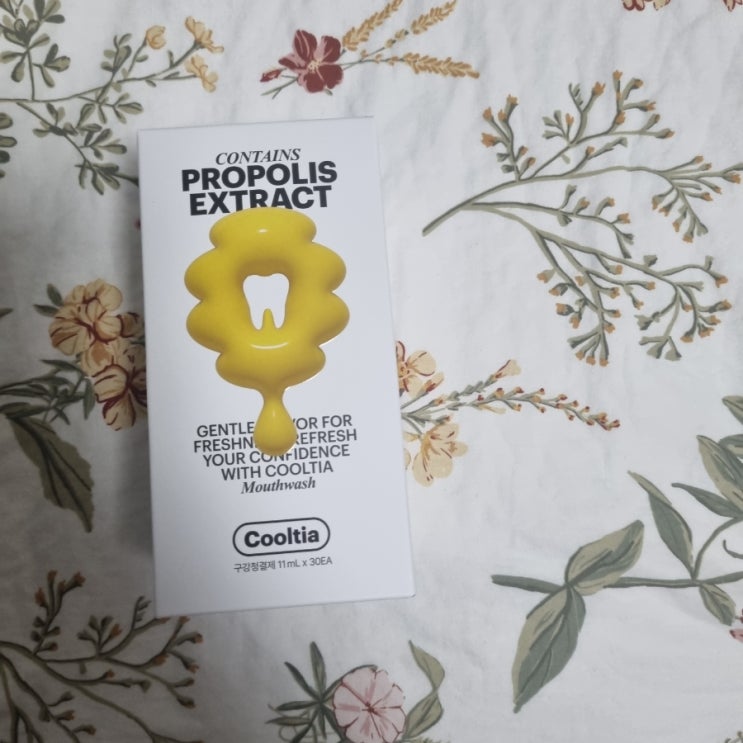 CONTAINS
PROPOLIS
EXTRACT
GENTLE FOR
REFRESH
YOUR CONFIDENCE
WITH COOLTIA
Mouthwash
Cooltia
구강청결제 11mL x 30EA